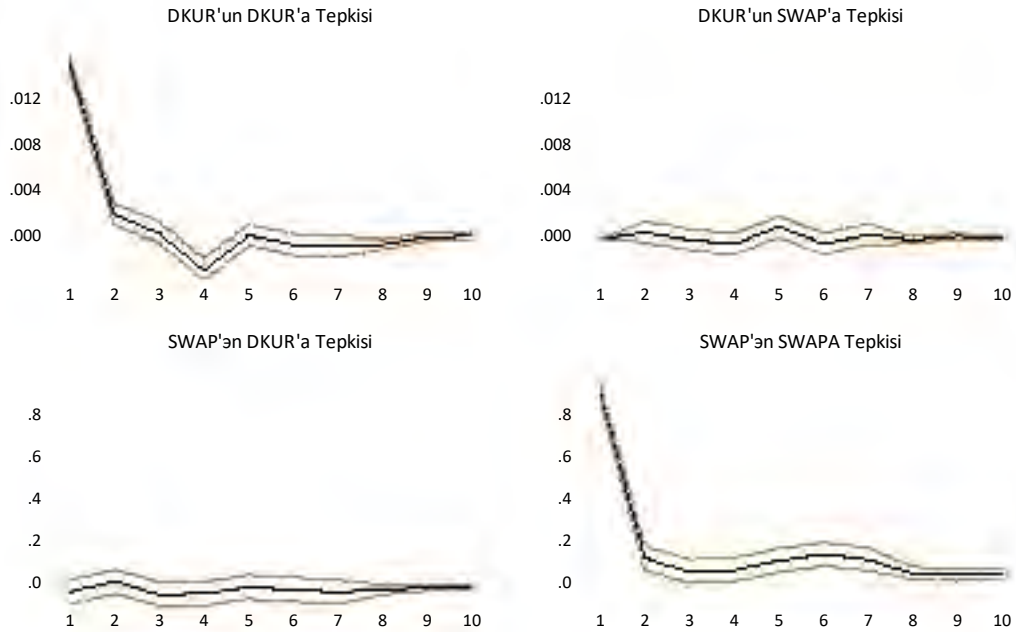 DKUR'un DKUR'a Tepkisi
.012
.008
.004
.000
1 2 3 4 5 6 7 8 9 10
DKUR'un SWAP'a Tepkisi
.012
.008
.004
.000
1 2 3 4 5 6 7 8 9 10
SWAP'ən DKUR'a Tepkisi
.8
.6
.4
.2
.0
1 2 3 4 5 6 7 8 9 10
SWAP'ən SWAPA Tepkisi
.8
.6
.4
.2
.0
1 2 3 4 5 6 7 8 9 10